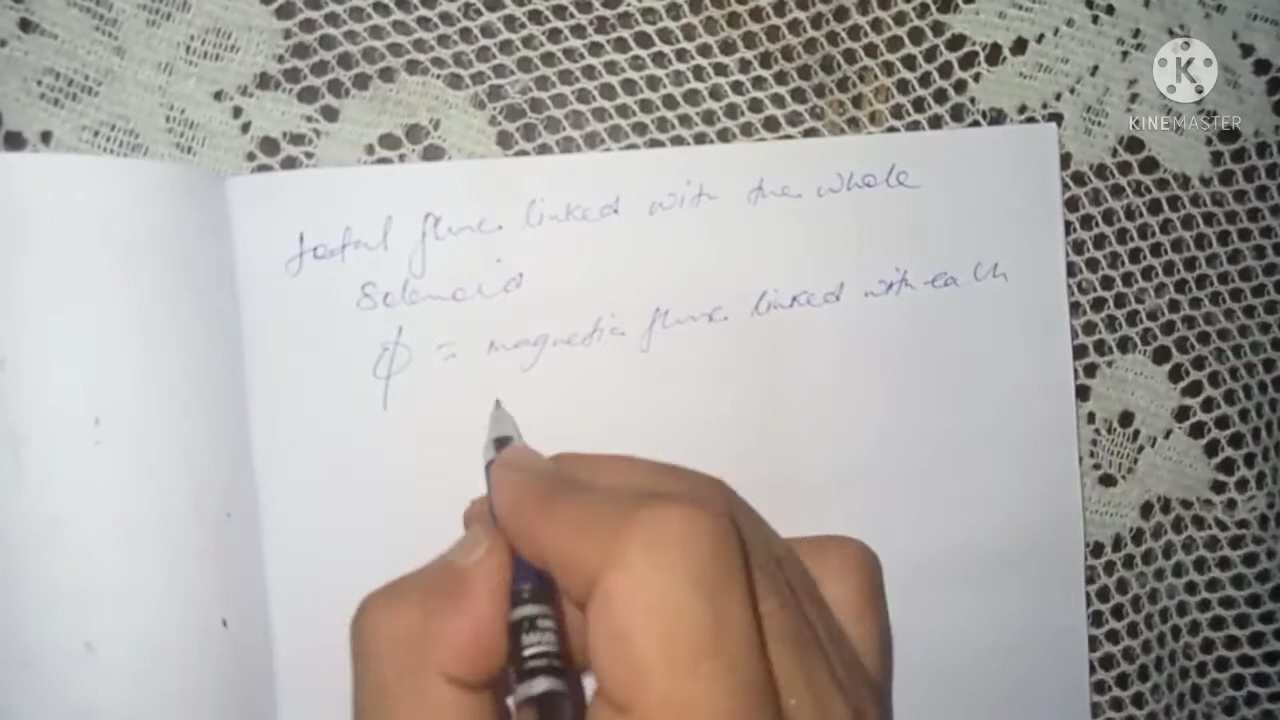 total flux linked with the whole
Solenoid
ϕ = magnetic flux linked with each
K
KINEMASTER